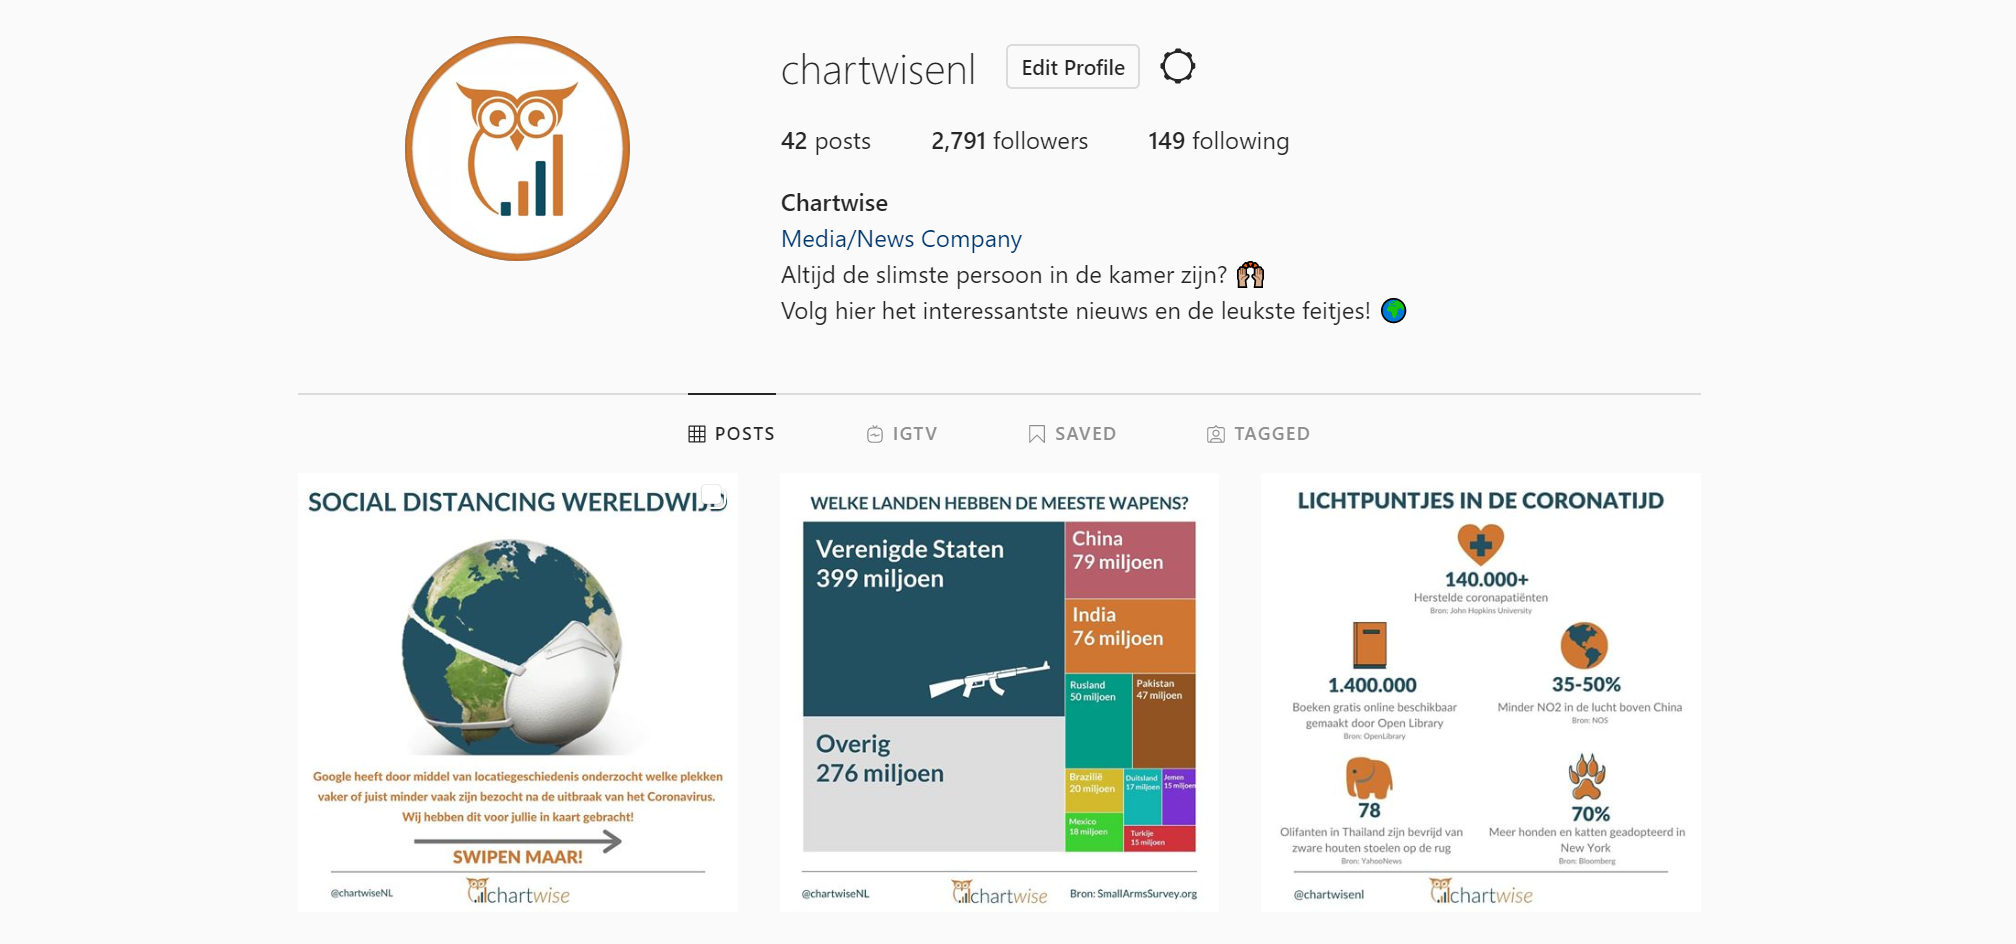 chartwisenl
Edit Profile
42 posts
2,791 followers
149 following
Chartwise
Media/News Company
Altijd de slimste persoon in de kamer zijn?
Volg hier het interessantste nieuws en de leukste feitjes!
POSTS
IGTV
SAVED
TAGGED
SOCIAL DISTANCING WERELDWIJD
Google heeft door middel van locatiegeschiedenis onderzocht welke plekken
vaker of juist minder vaak zijn bezocht na de uitbraak van het Coronavirus.
Wij hebben dit voor jullie in kaart gebracht!
SWIPEN MAAR!
@chartwiseNL
chartwise
WELKE LANDEN HEBBEN DE MEESTE WAPENS?
Verenigde Staten
399 miljoen
China
79 miljoen
India
76 miljoen
Rusland
50 miljoen
Pakistan
47 miljoen
Overig
276 miljoen
Brazilië
20 miljoen
Duitsland
17 miljoen
Jemen
15 miljoen
Mexico
18 miljoen
Turkije
15 miljoen
@chartwiseNL
chartwise
Bron: SmallArmsSurvey.org
LICHTPUNTJES IN DE CORONATIJD
140.000+
Herstelde coronapatiënten
Bron: John Hopkins University
1.400.000
Boeken gratis online beschikbaar
gemaakt door Open Library
Bron: OpenLibrary
35-50%
Minder NO2 in de lucht boven China
Bron: NOS
78
Olifanten in Thailand zijn bevrijd van
zware houten stoelen op de rug
Bron: YahooNews
70%
Meer honden en katten geadopteerd in
New York
Bron: Bloomberg
@chartwisenl
chartwise